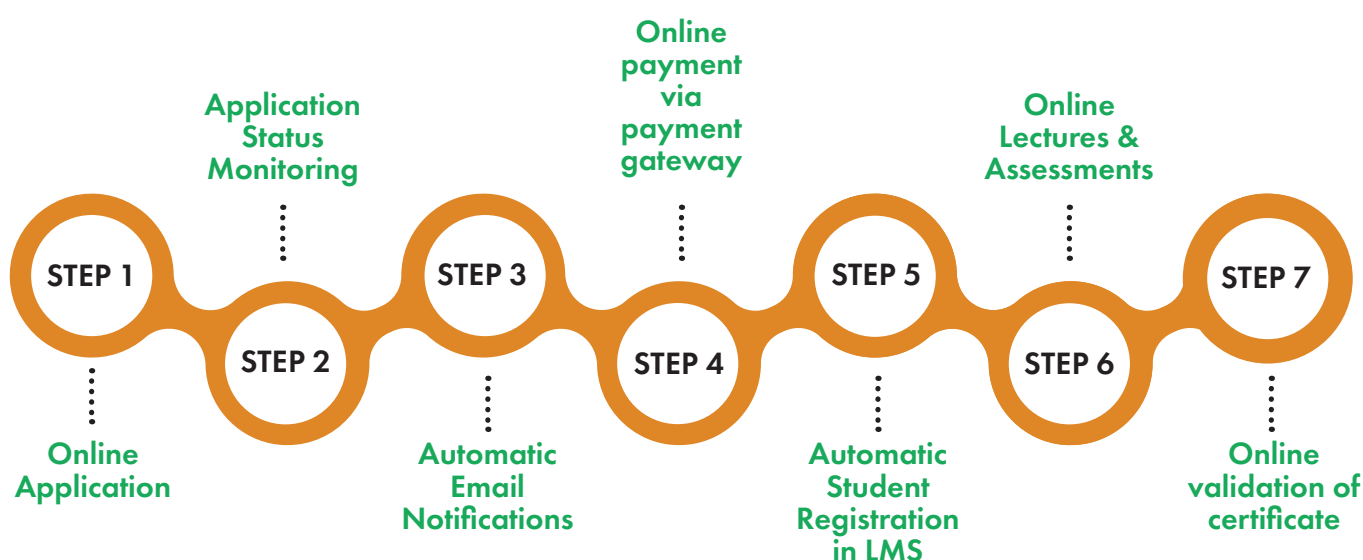 STEP 1
Online
Application
STEP 2
Application
Status
Monitoring
STEP 3
Automatic
Email
Notifications
STEP 4
Online
payment
via
payment
gateway
STEP 5
Automatic
Student
Registration
in LMS
STEP 6
Online
Lectures &
Assessments
STEP 7
Online
validation of
certificate